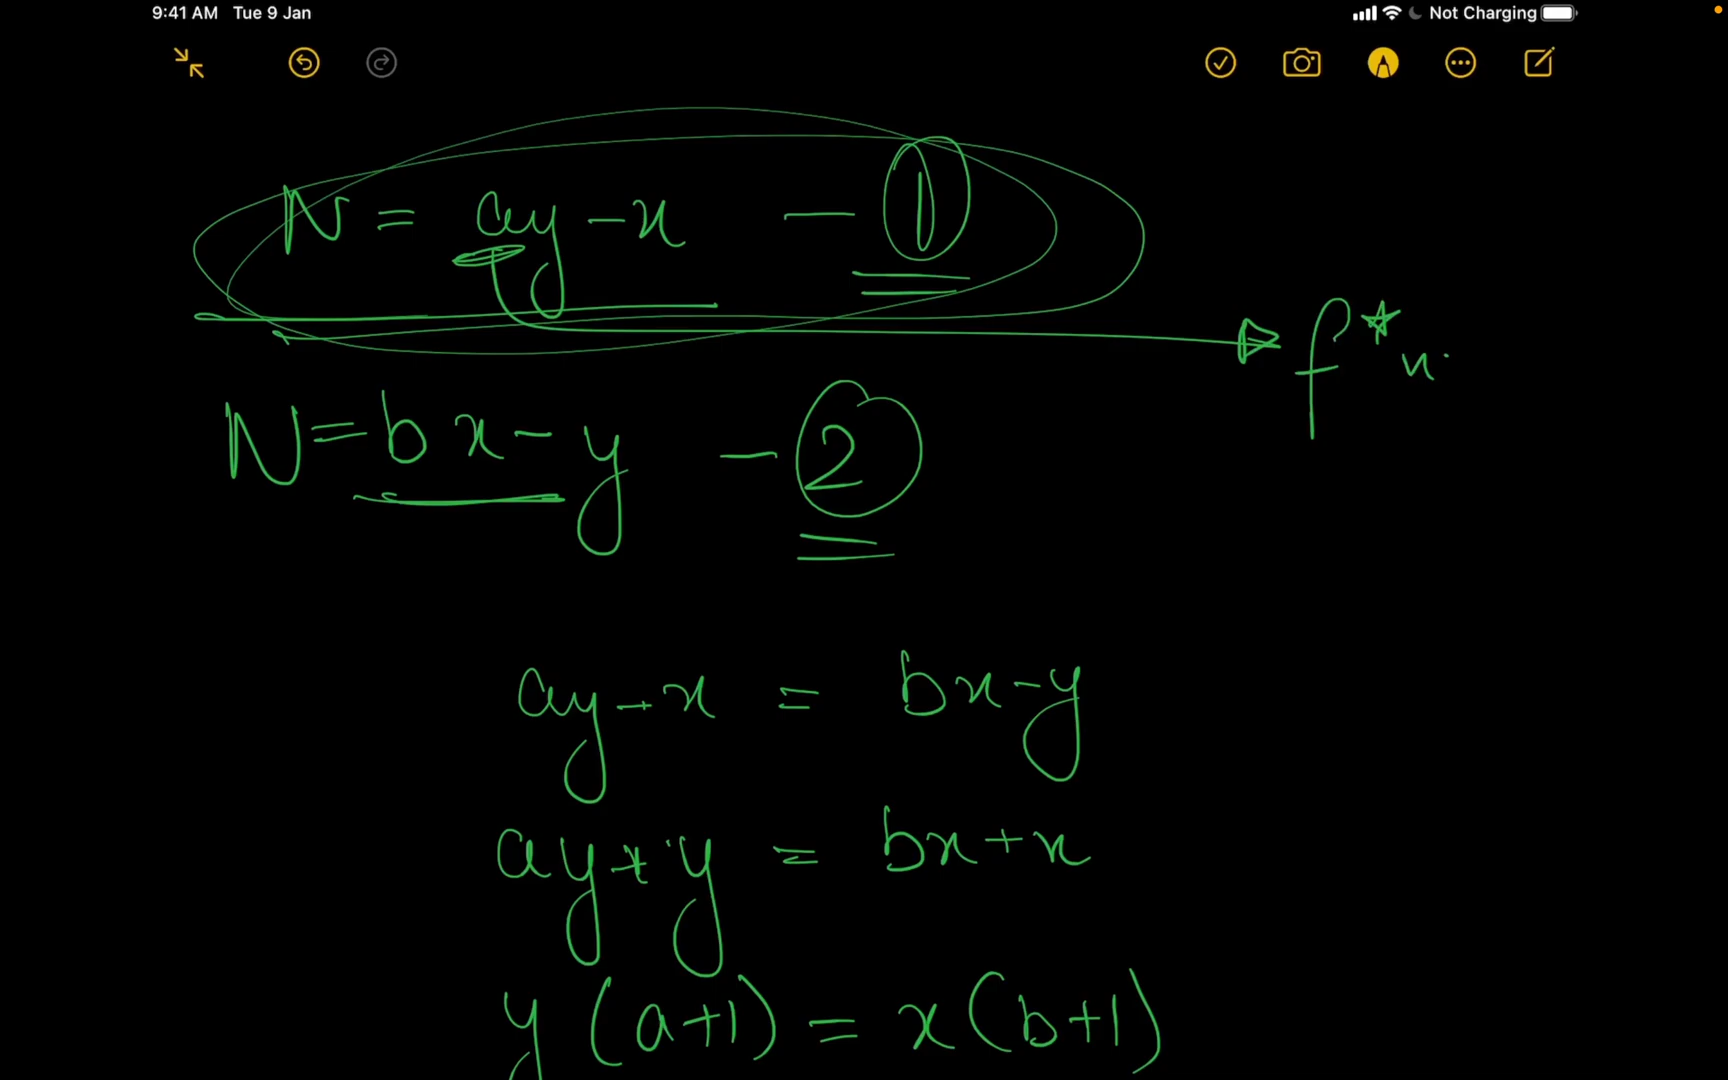 9:41 AM Tue 9 Jan
Not Charging
N = ay - x - 1
f* x
N = bx - y - 2
ay - x = bx - y
ay + y = bx + x
y (a+1) = x (b+1)